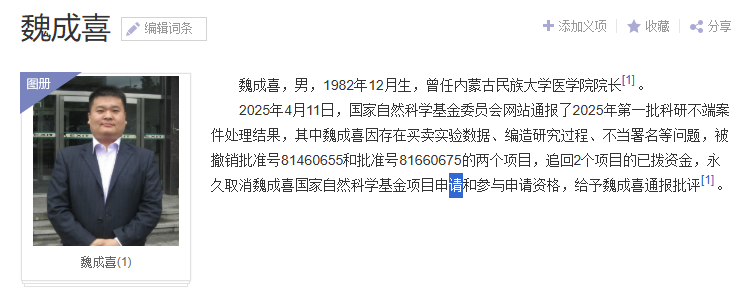 魏成喜 编辑词条 添加义项 收藏 分享
图册
魏成喜(1)
魏成喜，男，1982年12月生，曾任内蒙古民族大学医学院院长[1] 。
2025年4月11日，国家自然科学基金委员会网站通报了2025年第一批科研不端案
件处理结果，其中魏成喜因存在买卖实验数据、编造研究过程、不当署名等问题，被
撤销批准号81460655和批准号81660675的两个项目，追回2个项目的已拨资金，永
久取消魏成喜国家自然科学基金项目申请和参与申请资格，给予魏成喜通报批评[1] 。